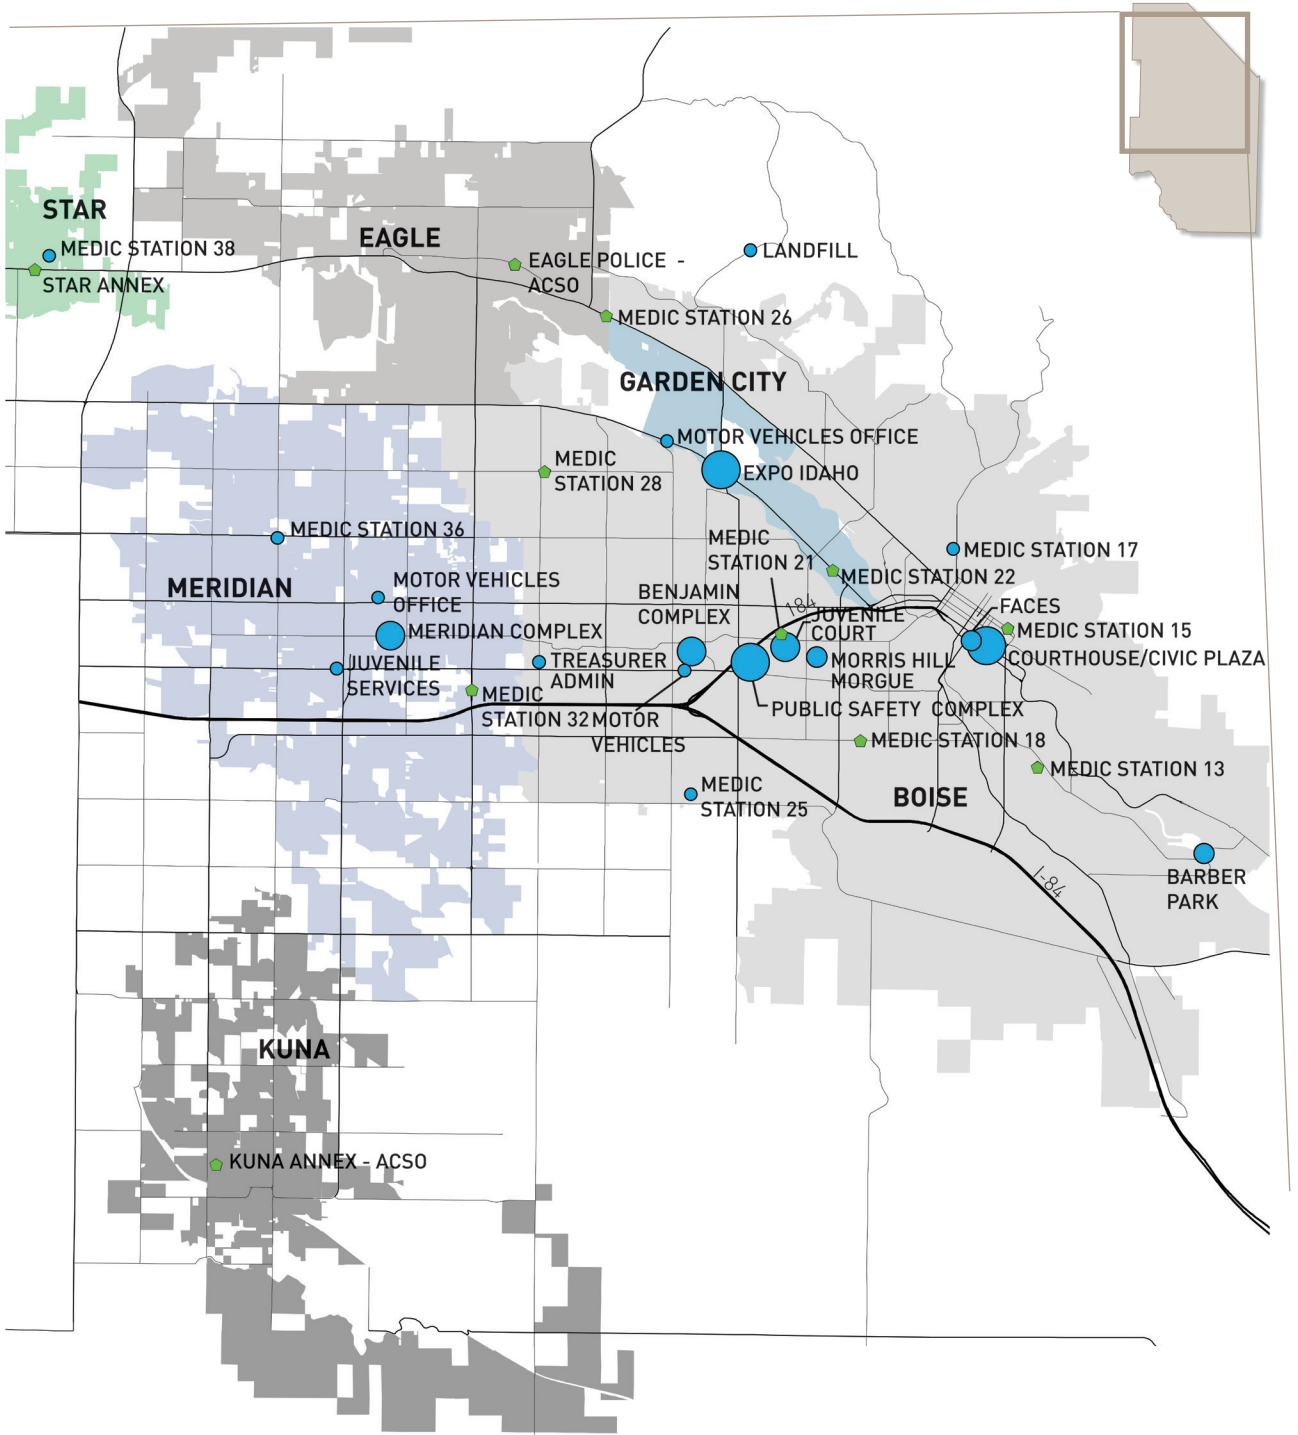 STAR
MEDIC STATION 38
STAR ANNEX
EAGLE
EAGLE POLICE -
ACSO
LANDFILL
MEDIC STATION 26
GARDEN CITY
MOTOR VEHICLES OFFICE
EXPO IDAHO
MEDIC
STATION 28
MEDIC STATION 36
MEDIC
STATION 21
MEDIC STATION 17
MEDIC STATION 22
MERIDIAN
MOTOR VEHICLES
OFFICE
BENJAMIN
COMPLEX
184
FACES
JUVENILE
COURT
MEDIC STATION 15
MERIDIAN COMPLEX
COURTHOUSE/CIVIC PLAZA
JUVENILE
SERVICES
TREASURER
ADMIN
MORRIS HILL
MORGUE
MEDIC
STATION 32
MOTOR
VEHICLES
PUBLIC SAFETY COMPLEX
MEDIC STATION 18
MEDIC STATION 13
MEDIC
STATION 25
BOISE
I-84
BARBER
PARK
KUNA
KUNA ANNEX - ACSO